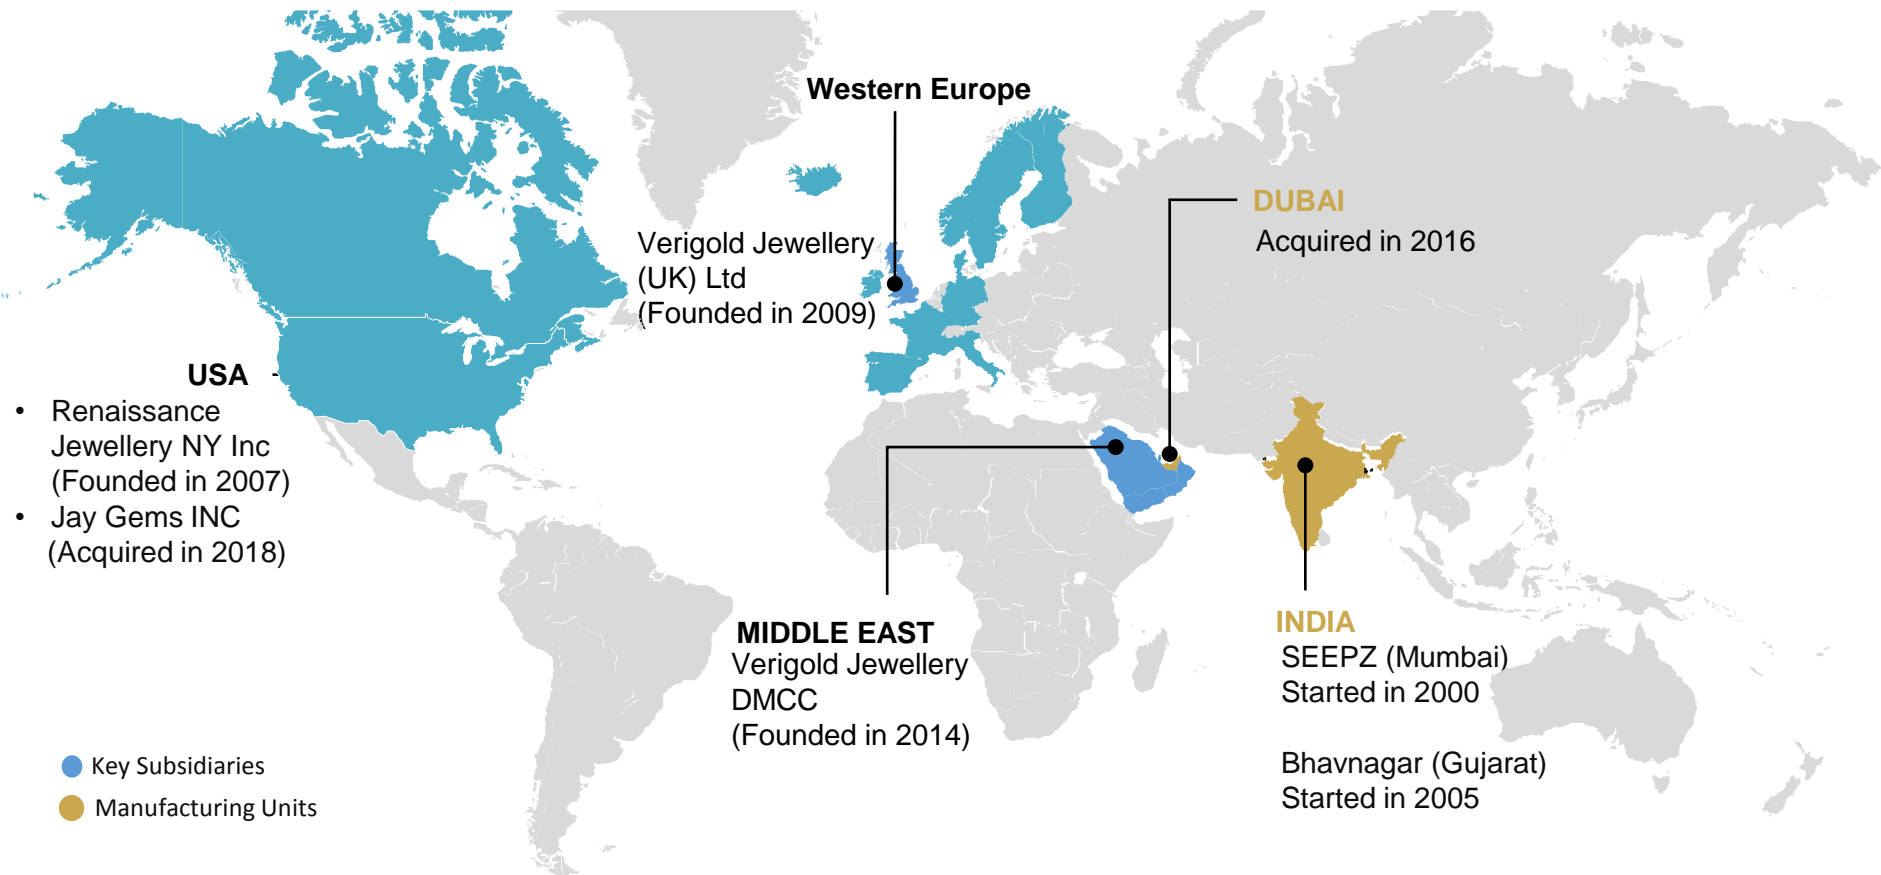 Western Europe
Verigold Jewellery
(UK) Ltd
(Founded in 2009)
DUBAI
Acquired in 2016
USA
• Renaissance
Jewellery NY Inc
(Founded in 2007)
• Jay Gems INC
(Acquired in 2018)
MIDDLE EAST
Verigold Jewellery
DMCC
(Founded in 2014)
INDIA
SEEPZ (Mumbai)
Started in 2000
Bhavnagar (Gujarat)
Started in 2005
Key Subsidiaries
Manufacturing Units